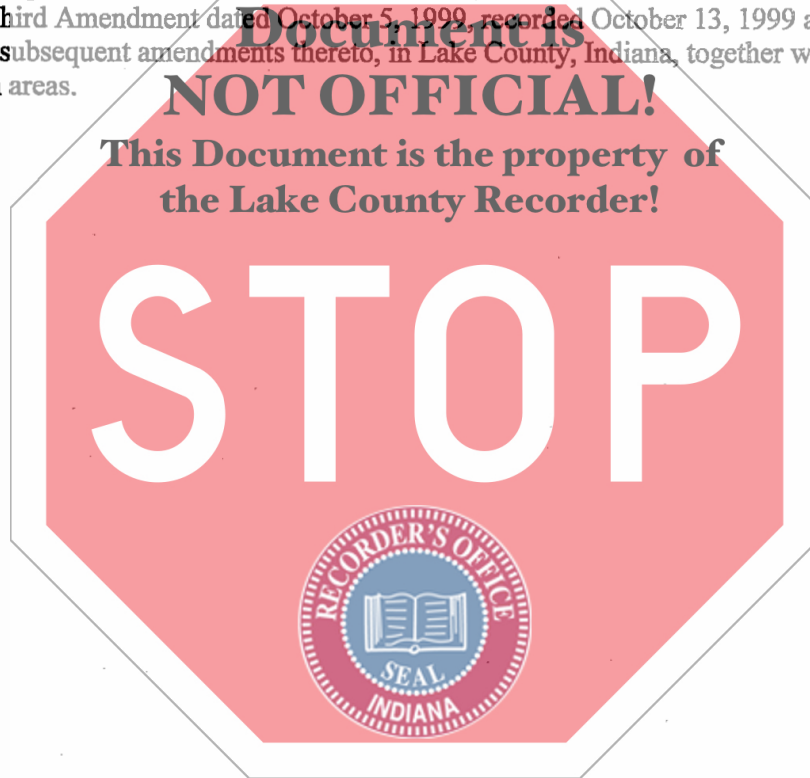 hird Amendment dated October 5, 1999, recorded October 13, 1999 a
subsequent amendments thereto, in Lake County, Indiana, together w
areas.
Document is
NOT OFFICIAL!
This Document is the property of
the Lake County Recorder!
STOP
RECORDER'S OFFICE
SEAL
INDIANA